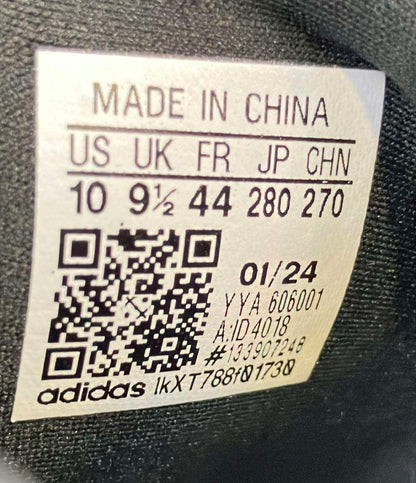 MADE IN CHINA
US UK FR JP CHN
10 9½ 44 280 270
01/24
YYA 606001
A:ID4018
#133907248
adidas IkXT788f01730